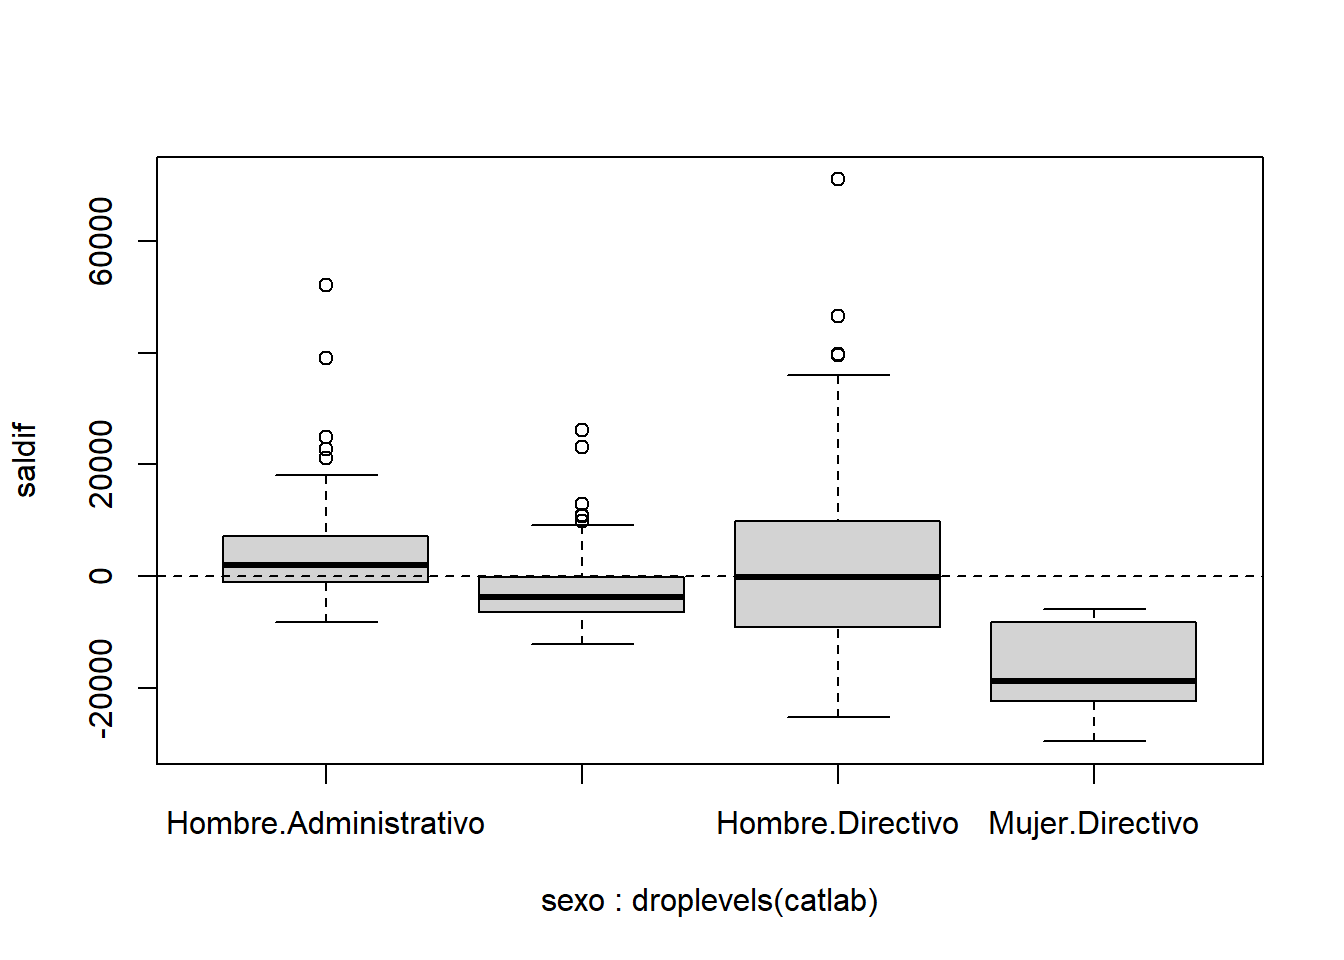 60000
20000
0
-20000
saldif
Hombre.Administrativo
Hombre.Directivo
Mujer.Directivo
sexo : droplevels(catlab)